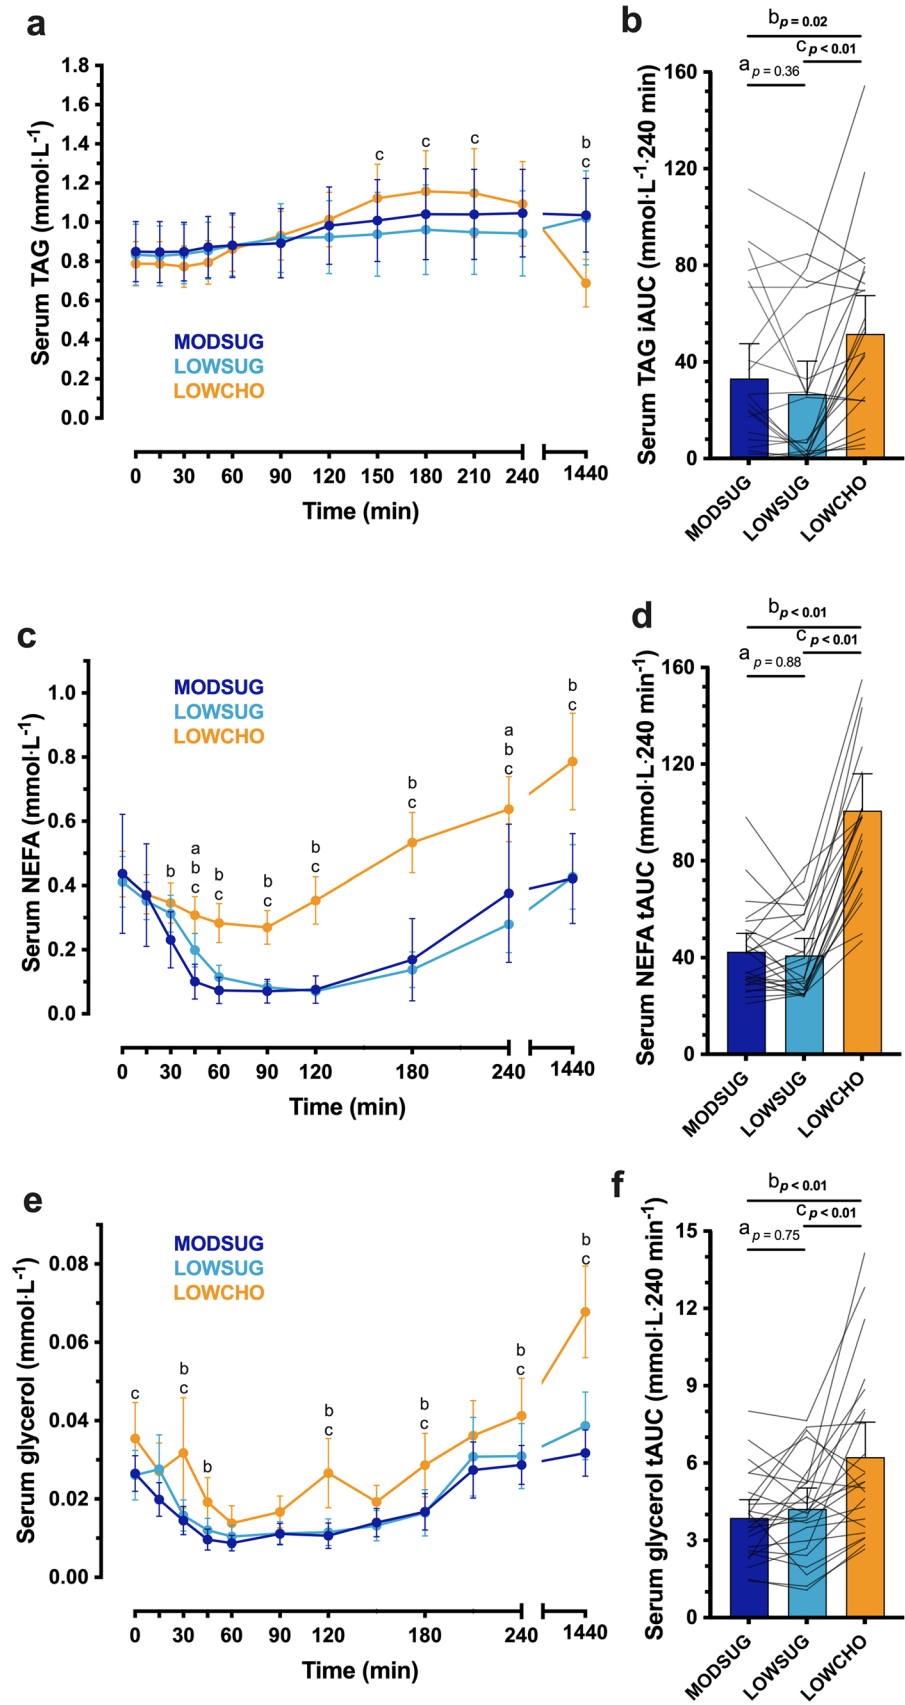 a
Serum TAG (mmol·L⁻¹)
1.8
1.6
1.4
1.2
1.0
0.8
0.6
0.4
0.2
0.0
c
c
c
b
c
MODSUG
LOWSUG
LOWCHO
0 30 60 90 120 150 180 210 240 1440
Time (min)
b
b p = 0.02
c p < 0.01
a p = 0.36
Serum TAG iAUC (mmol·L⁻¹·240 min)
160
120
80
40
0
MODSUG
LOWSUG
LOWCHO
c
Serum NEFA (mmol·L⁻¹)
1.0
0.8
0.6
0.4
0.2
0.0
MODSUG
LOWSUG
LOWCHO
b
a
b
c
b
c
b
c
b
c
b
c
a
b
c
b
c
0 30 60 90 120 180 240 1440
Time (min)
d
b p < 0.01
c p < 0.01
a p = 0.88
Serum NEFA tAUC (mmol·L·240 min⁻¹)
160
120
80
40
0
MODSUG
LOWSUG
LOWCHO
e
Serum glycerol (mmol·L⁻¹)
0.08
0.06
0.04
0.02
0.00
MODSUG
LOWSUG
LOWCHO
c
b
c
b
b
c
b
c
b
c
b
c
0 30 60 90 120 180 240 1440
Time (min)
f
b p < 0.01
c p < 0.01
a p = 0.75
Serum glycerol tAUC (mmol·L·240 min⁻¹)
15
12
9
6
3
0
MODSUG
LOWSUG
LOWCHO